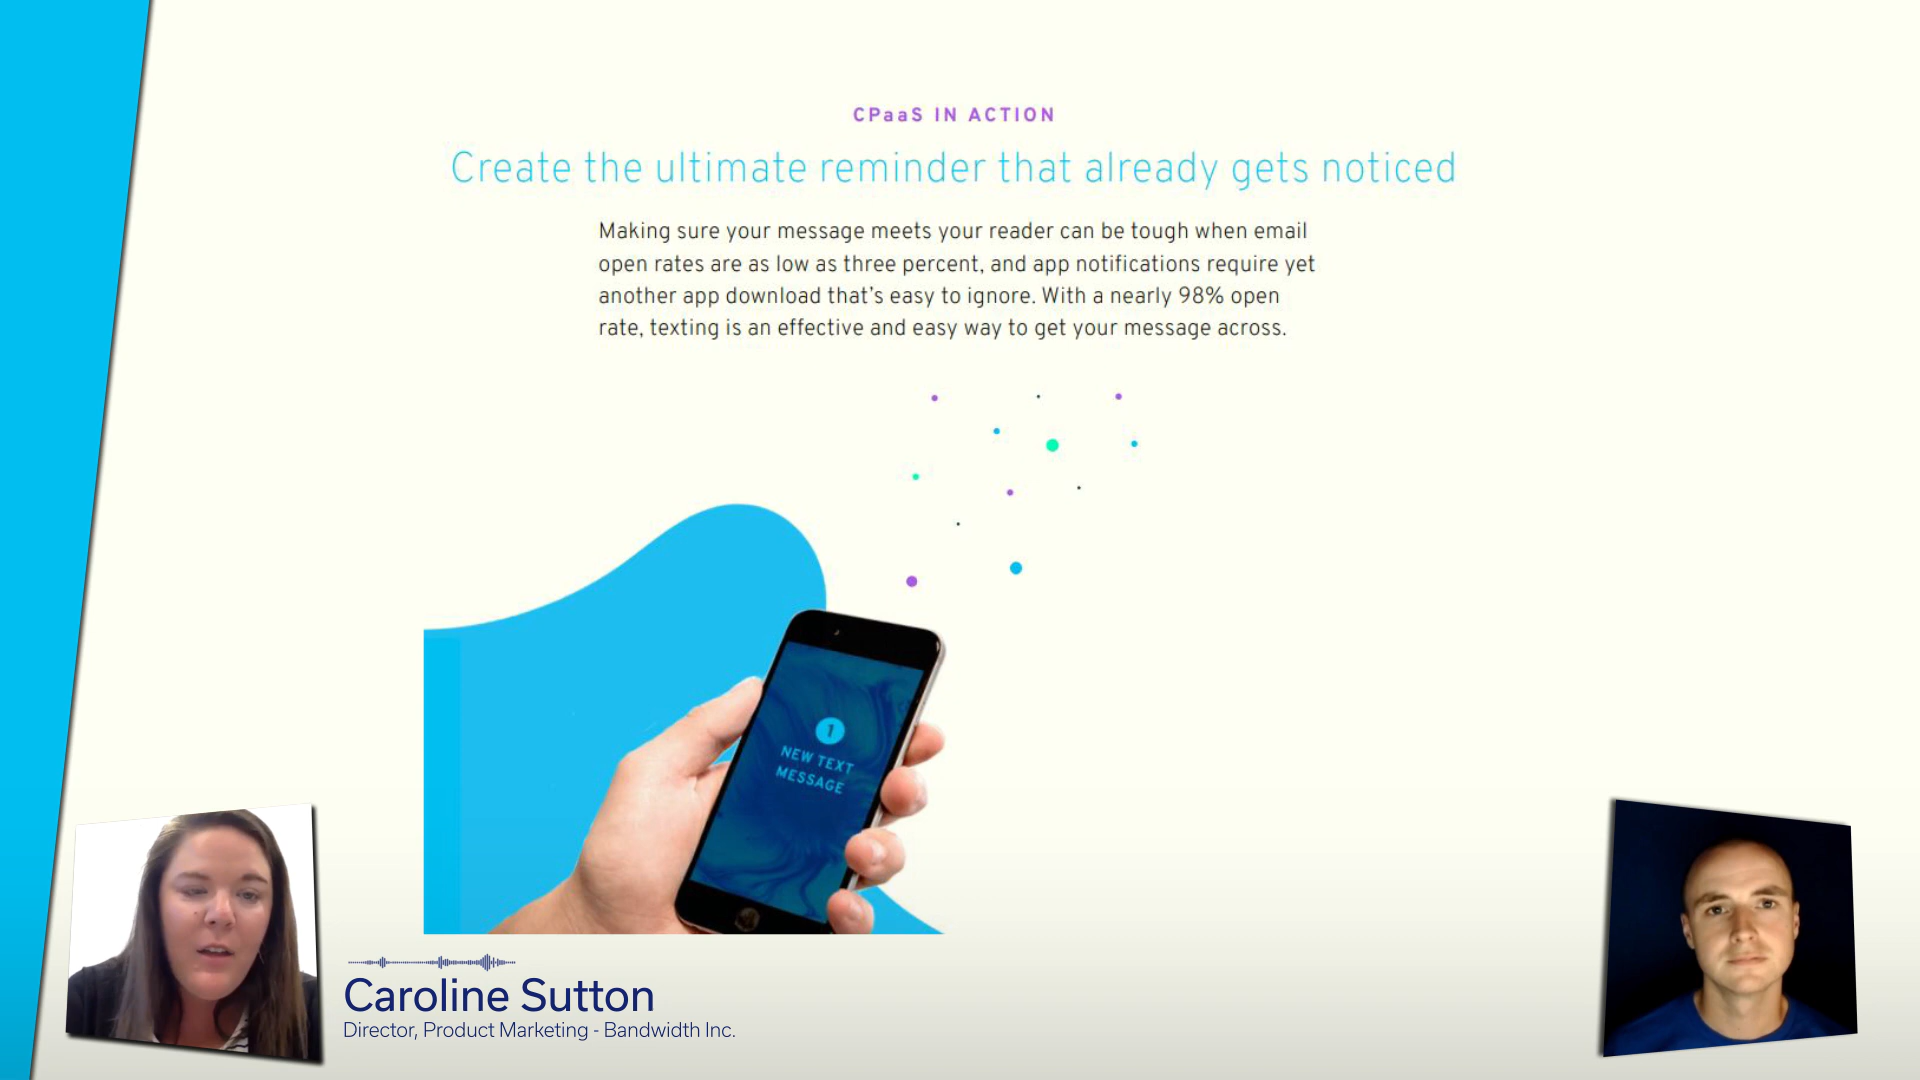 CPaaS IN ACTION
Create the ultimate reminder that already gets noticed
Making sure your message meets your reader can be tough when email
open rates are as low as three percent, and app notifications require yet
another app download that's easy to ignore. With a nearly 98% open
rate, texting is an effective and easy way to get your message across.
1
NEW TEXT
MESSAGE
Caroline Sutton
Director, Product Marketing - Bandwidth Inc.